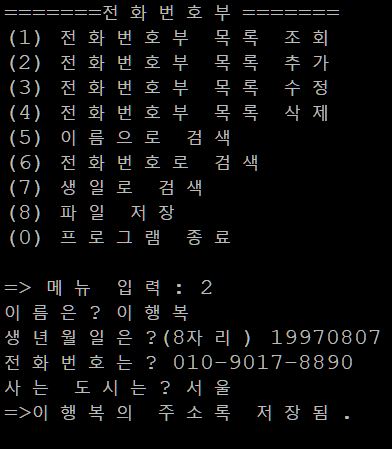 =======전화번호부 =======
(1) 전화번호부 목록 조회
(2) 전화번호부 목록 추가
(3) 전화번호부 목록 수정
(4) 전화번호부 목록 삭제
(5) 이름으로 검색
(6) 전화번호로 검색
(7) 생일로 검색
(8) 파일 저장
(0) 프로그램 종료
=> 메뉴 입력 : 2
이름은? 이행복
생년월일은?(8자리) 19970807
전화번호는? 010-9017-8890
사는 도시는? 서울
=>이행복의 주소록 저장됨.